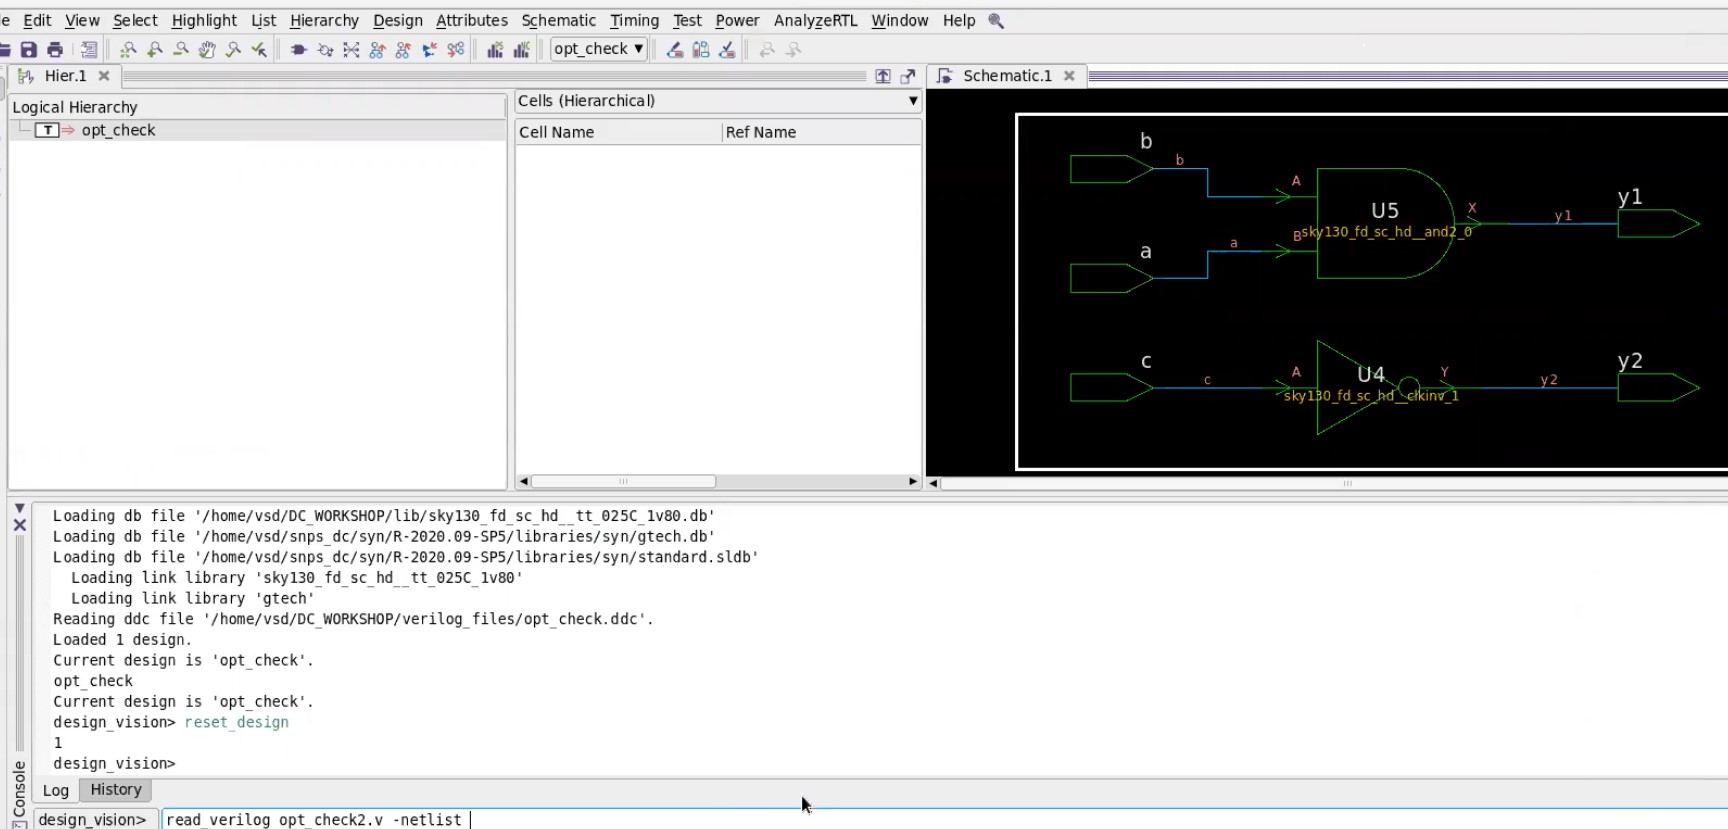 Edit View Select Highlight List Hierarchy Design Attributes Schematic Timing Test Power AnalyzeRTL Window Help
opt_check
Hier.1
Schematic.1
Logical Hierarchy
T opt_check
Cells (Hierarchical)
Cell Name Ref Name
b
b
A
U5
sky130_fd_sc_hd__and2_0
X
y1
y1
a
a
B
c
c
A
U4
sky130_fd_sc_hd__clkinv_1
Y
y2
y2
Loading db file '/home/vsd/DC_WORKSHOP/lib/sky130_fd_sc_hd__tt_025C_1v80.db'
Loading db file '/home/vsd/snps_dc/syn/R-2020.09-SP5/libraries/syn/gtech.db'
Loading db file '/home/vsd/snps_dc/syn/R-2020.09-SP5/libraries/syn/standard.sldb'
Loading link library 'sky130_fd_sc_hd__tt_025C_1v80'
Loading link library 'gtech'
Reading ddc file '/home/vsd/DC_WORKSHOP/verilog_files/opt_check.ddc'.
Loaded 1 design.
Current design is 'opt_check'.
opt_check
Current design is 'opt_check'.
design_vision> reset_design
1
design_vision>
Console
Log History
design_vision> read_verilog opt_check2.v -netlist